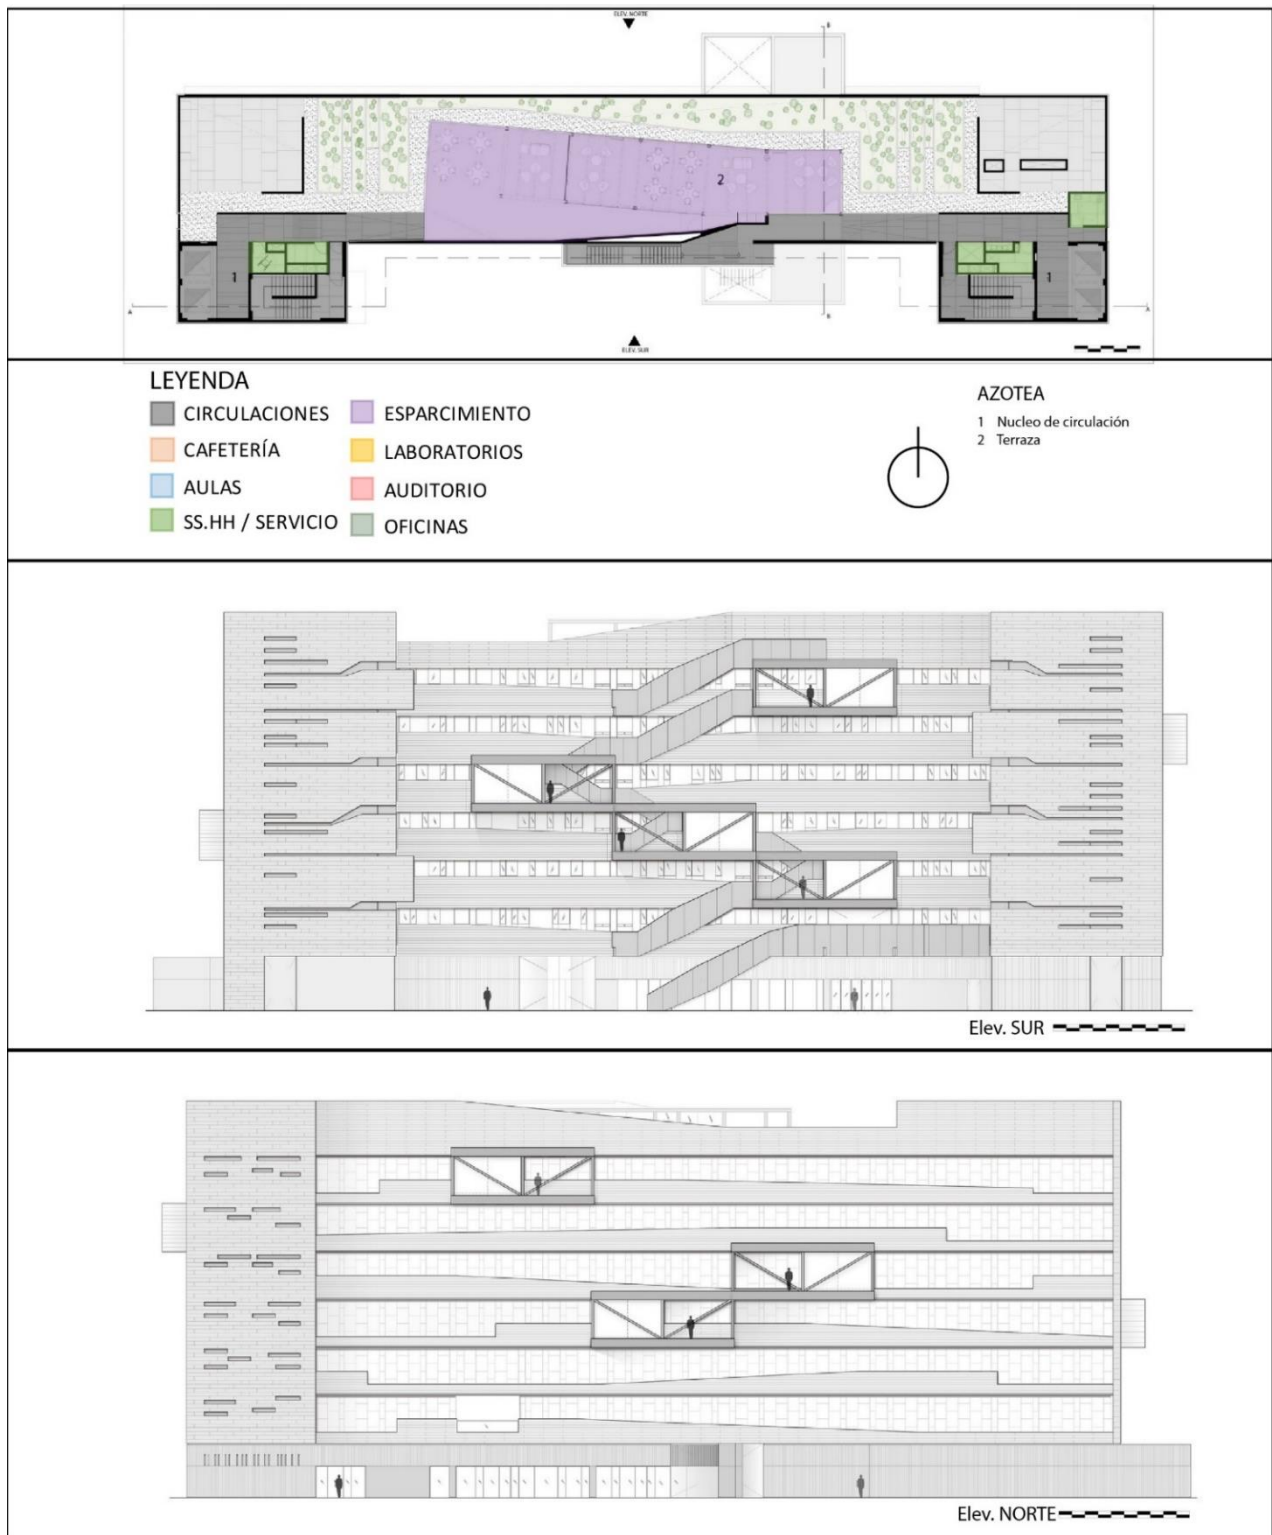 ELEV. NORTE
B
2
1
1
A
A
B
ELEV. SUR
LEYENDA
CIRCULACIONES
CAFETERÍA
AULAS
SS.HH / SERVICIO
ESPARCIMIENTO
LABORATORIOS
AUDITORIO
OFICINAS
AZOTEA
1 Nucleo de circulación
2 Terraza
Elev. SUR
Elev. NORTE